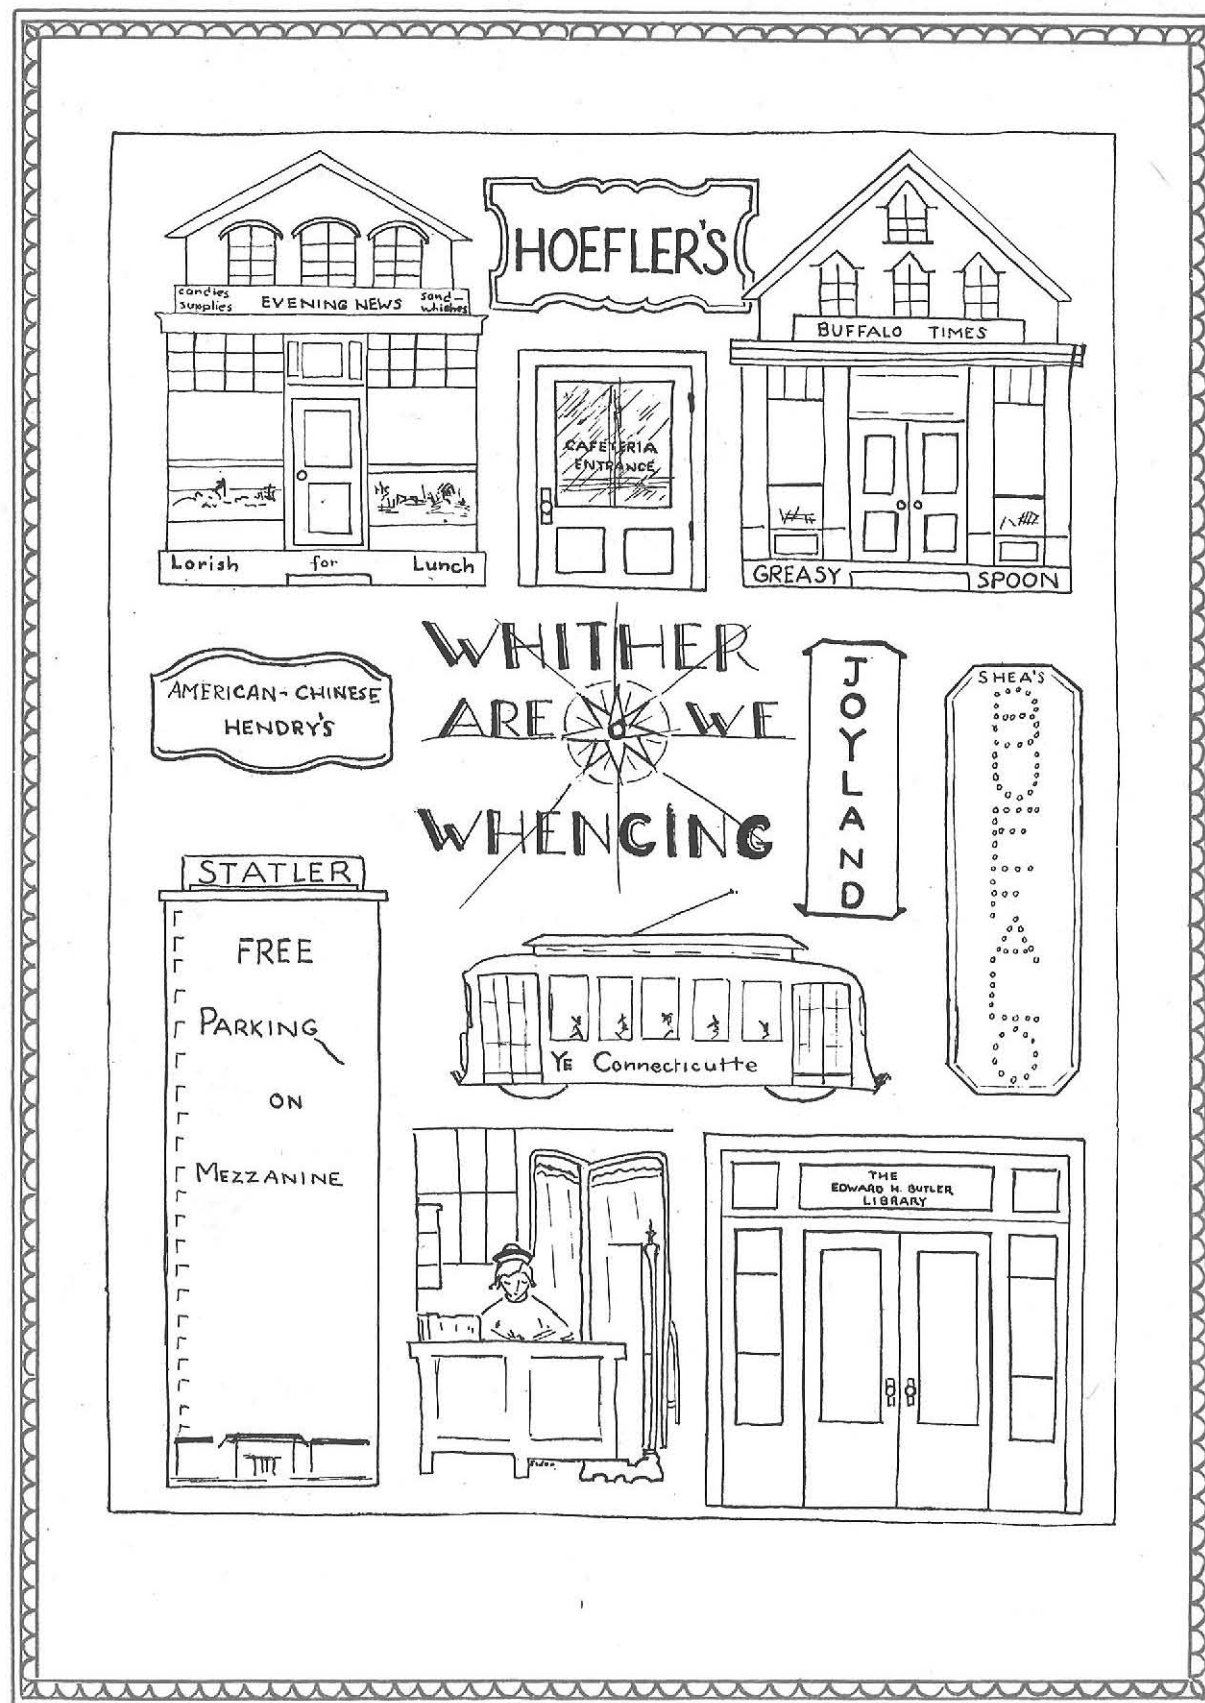 candies
supplies
EVENING NEWS
sand-
whiches
Lorish for Lunch
HOEFLER'S
CAFETERIA
ENTRANCE
BUFFALO TIMES
GREASY SPOON
AMERICAN-CHINESE
HENDRY'S
WHITHER
ARE WE
WHENCING
JOYLAND
SHEA'S
BUFFALO
STATLER
FREE
PARKING
ON
MEZZANINE
YE Connecticutte
THE
EDWARD H. BUTLER
LIBRARY